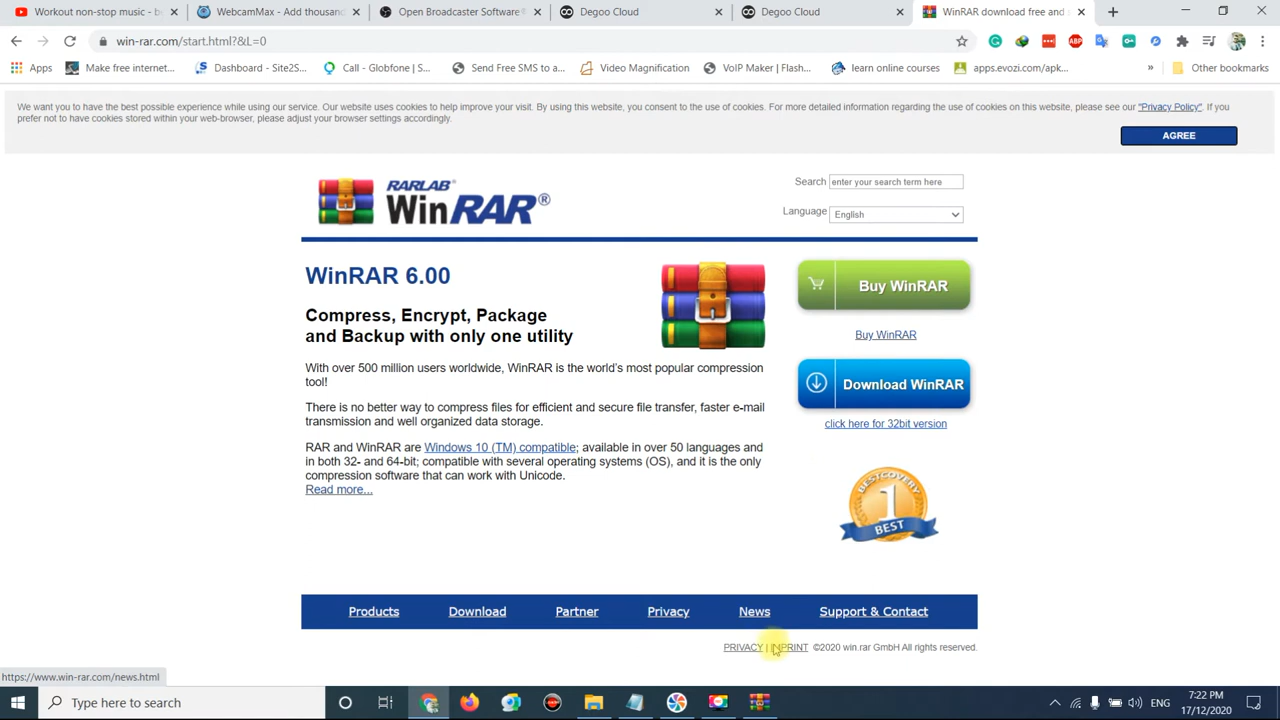 Workout non-stop music - b
WebcamMax - Add thousand
Open Broadcaster Software®
Degoo Cloud
Degoo Cloud
WinRAR download free and s
win-rar.com/start.html?&L=0
Apps
Make free internet...
Dashboard - Site2S...
Call - Globfone | S...
Send Free SMS to a...
Video Magnification
VoIP Maker | Flash...
learn online courses
apps.evozi.com/apk...
»
Other bookmarks
We want you to have the best possible experience while using our service. Our website uses cookies to help improve your visit. By using this website, you consent to the use of cookies. For more detailed information regarding the use of cookies on this website, please see our "Privacy Policy". If you
prefer not to have cookies stored within your web-browser, please adjust your browser settings accordingly.
AGREE
RARLAB®
WinRAR®
Search enter your search term here
Language English
WinRAR 6.00
Compress, Encrypt, Package
and Backup with only one utility
With over 500 million users worldwide, WinRAR is the world's most popular compression
tool!
There is no better way to compress files for efficient and secure file transfer, faster e-mail
transmission and well organized data storage.
RAR and WinRAR are Windows 10 (TM) compatible; available in over 50 languages and
in both 32- and 64-bit; compatible with several operating systems (OS), and it is the only
compression software that can work with Unicode.
Read more...
Buy WinRAR
Buy WinRAR
Download WinRAR
click here for 32bit version
BESTCOVERY
1
BEST
Products
Download
Partner
Privacy
News
Support & Contact
PRIVACY | IMPRINT ©2020 win.rar GmbH All rights reserved.
https://www.win-rar.com/news.html
Type here to search
ENG
7:22 PM
17/12/2020